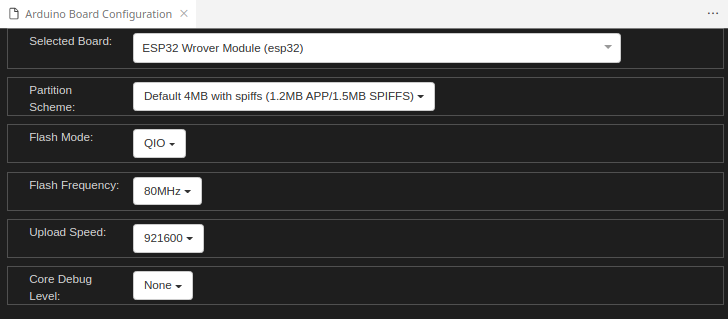 Arduino Board Configuration
Selected Board:
ESP32 Wrover Module (esp32)
Partition
Scheme:
Default 4MB with spiffs (1.2MB APP/1.5MB SPIFFS)
Flash Mode:
QIO
Flash Frequency:
80MHz
Upload Speed:
921600
Core Debug
Level:
None